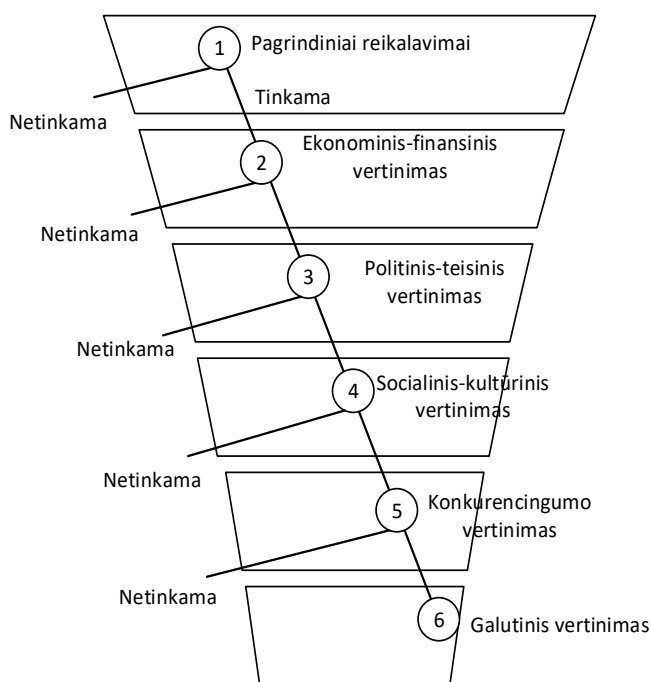 1
Pagrindiniai reikalavimai
Tinkama
Netinkama
2
Ekonominis-finansinis
vertinimas
Netinkama
3
Politinis-teisinis
vertinimas
Netinkama
4
Socialinis-kultūrinis
vertinimas
Netinkama
5
Konkurencingumo
vertinimas
Netinkama
6
Galutinis vertinimas